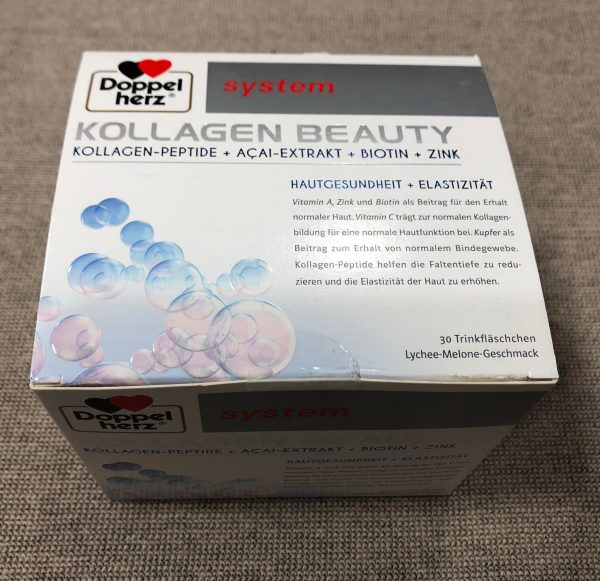 Doppel
herz®
system
KOLLAGEN BEAUTY
KOLLAGEN-PEPTIDE + AÇAI-EXTRAKT + BIOTIN + ZINK
HAUTGESUNDHEIT + ELASTIZITÄT
Vitamin A, Zink und Biotin als Beitrag für den Erhalt
normaler Haut. Vitamin C trägt zur normalen Kollagen-
bildung für eine normale Hautfunktion bei. Kupfer als
Beitrag zum Erhalt von normalem Bindegewebe.
Kollagen-Peptide helfen die Faltentiefe zu redu-
zieren und die Elastizität der Haut zu erhöhen.
30 Trinkfläschchen
Lychee-Melone-Geschmack
Doppel
herz®
system
KOLLAGEN-PEPTIDE + AÇAI-EXTRAKT + BIOTIN + ZINK
HAUTGESUNDHEIT + ELASTIZITÄT